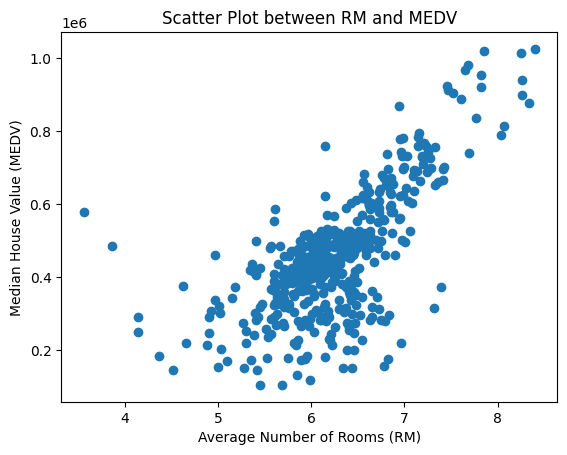 Scatter Plot between RM and MEDV
1e6
1.0
0.8
0.6
0.4
0.2
Median House Value (MEDV)
4 5 6 7 8
Average Number of Rooms (RM)